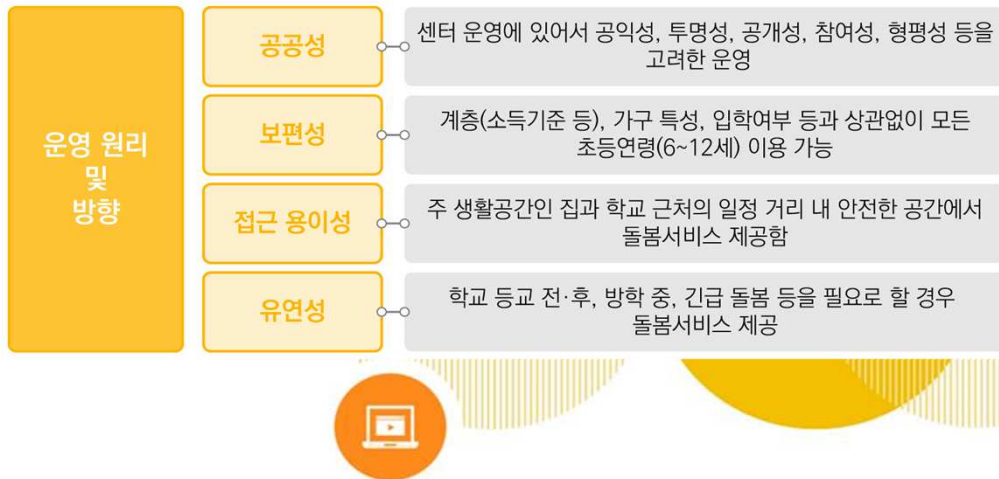 운영 원리
및
방향
공공성
센터 운영에 있어서 공익성, 투명성, 공개성, 참여성, 형평성 등을
고려한 운영
보편성
계층(소득기준 등), 가구 특성, 입학여부 등과 상관없이 모든
초등연령(6~12세) 이용 가능
접근 용이성
주 생활공간인 집과 학교 근처의 일정 거리 내 안전한 공간에서
돌봄서비스 제공함
유연성
학교 등교 전·후, 방학 중, 긴급 돌봄 등을 필요로 할 경우
돌봄서비스 제공